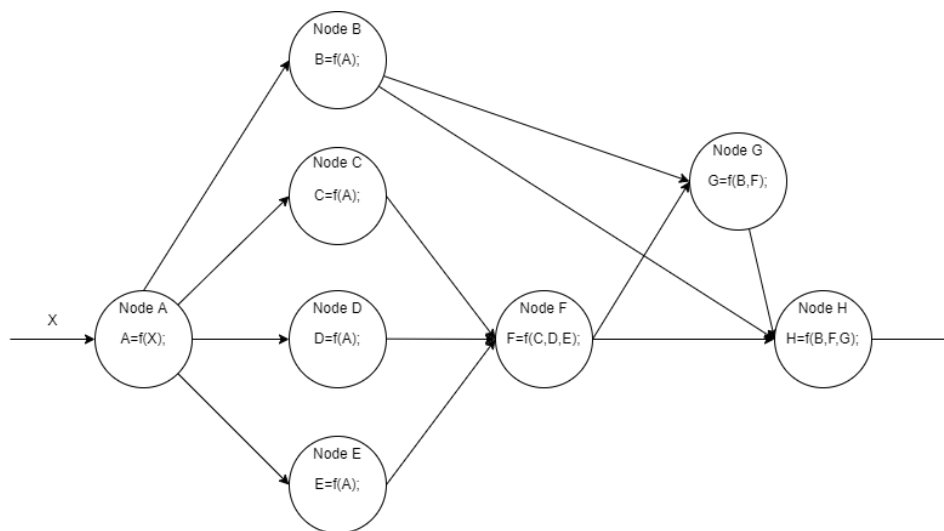 Node B
B=f(A);
Node C
C=f(A);
Node G
G=f(B,F);
X
Node A
A=f(X);
Node D
D=f(A);
Node F
F=f(C,D,E);
Node H
H=f(B,F,G);
Node E
E=f(A);